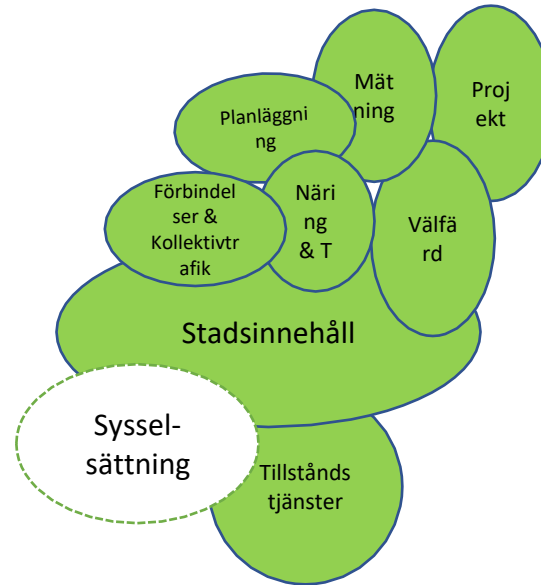 Mät
ning
Proj
ekt
Planläggni
ng
Förbindel
ser &
Kollektivtr
afik
Näri
ng
& T
Välfä
rd
Stadsinnehåll
Syssel-
sättning
Tillstånds
tjänster